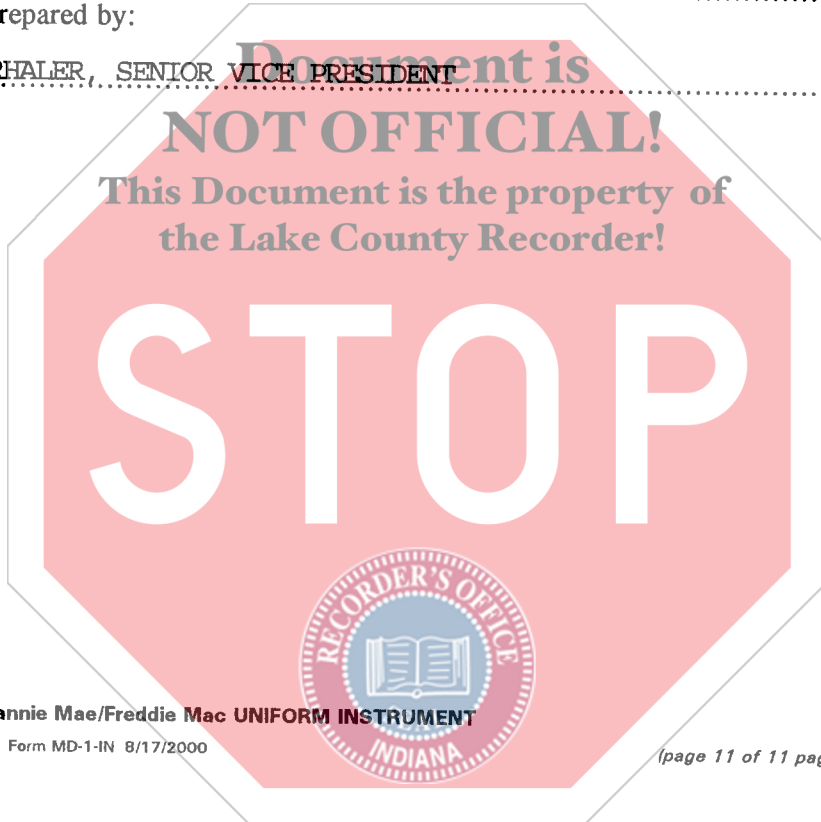 repared by:
HALER, SENIOR VICE PRESIDENT
Document is
NOT OFFICIAL!
This Document is the property of
the Lake County Recorder!
STOP
RECORDER'S OFFICE
INDIANA
annie Mae/Freddie Mac UNIFORM INSTRUMENT
Form MD-1-IN 8/17/2000
(page 11 of 11 pag